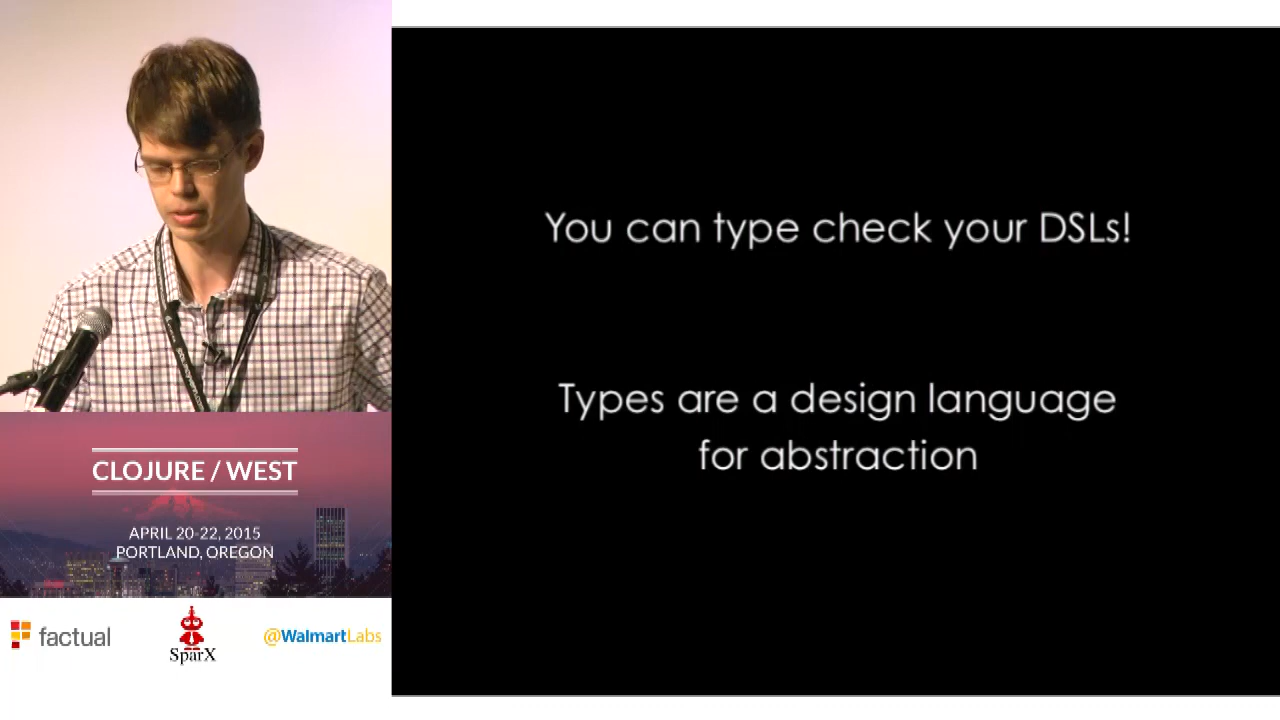 You can type check your DSLs!
Types are a design language
for abstraction
CLOJURE / WEST
APRIL 20-22, 2015
PORTLAND, OREGON
factual
SparX
@WalmartLabs